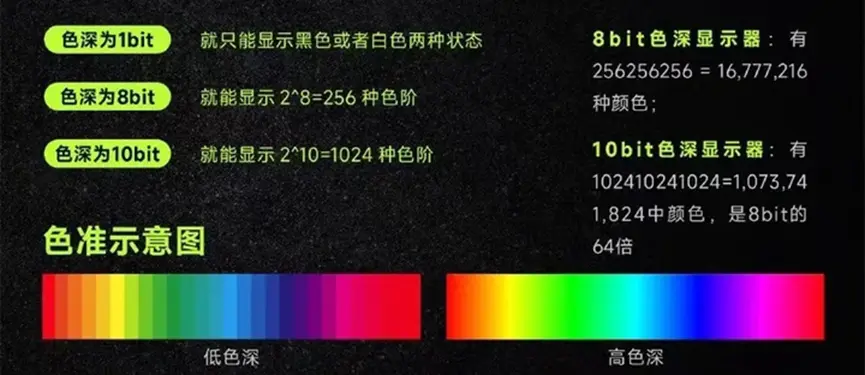 色深为1bit 就只能显示黑色或者白色两种状态
色深为8bit 就能显示 2^8=256 种色阶
色深为10bit 就能显示 2^10=1024 种色阶
8bit色深显示器：有
256256256 = 16,777,216
种颜色；
10bit色深显示器：有
102410241024=1,073,74
1,824中颜色，是8bit的
64倍
色准示意图
低色深
高色深